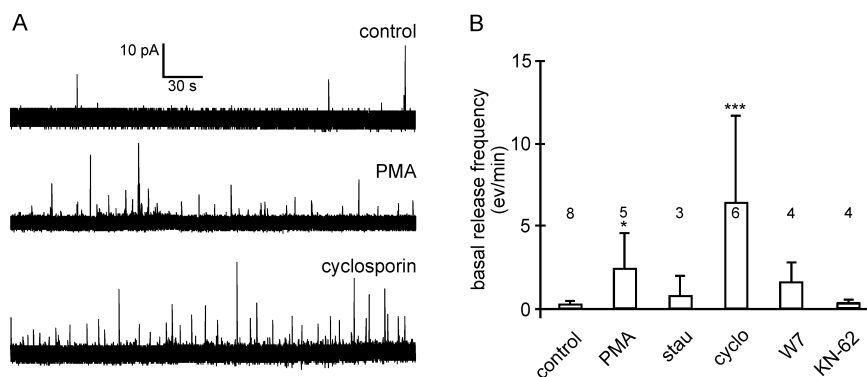 A
control
10 pA
30 s
PMA
cyclosporin
B
basal release frequency
(ev/min)
15
10
5
0
***
8
5
3
6
4
4
*
control
PMA
stau
cyclo
W7
KN-62